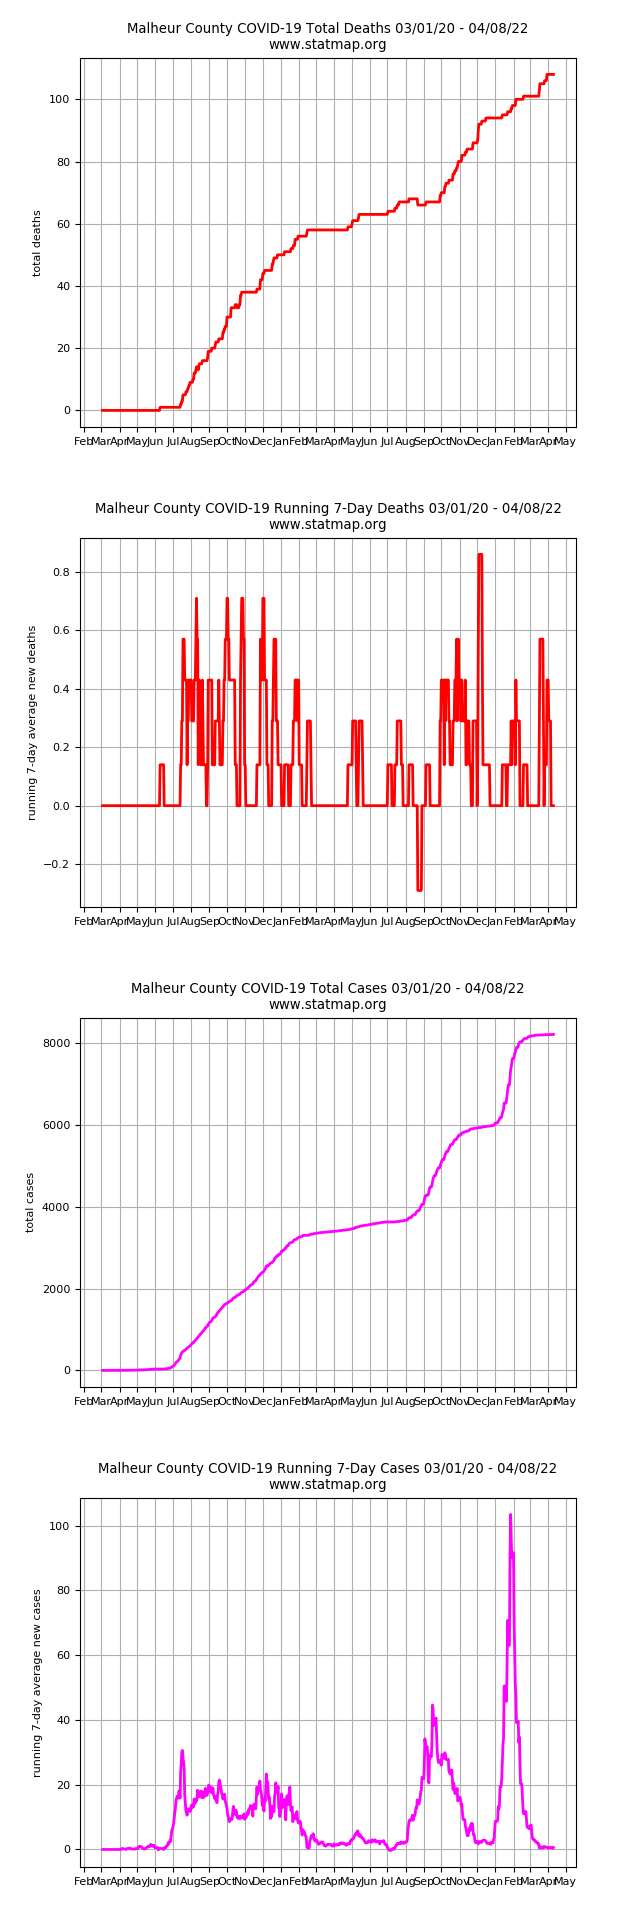 Malheur County COVID-19 Total Deaths 03/01/20 - 04/08/22
www.statmap.org
100
80
60
40
20
0
total deaths
Feb Mar Apr May Jun Jul Aug Sep Oct Nov Dec Jan Feb Mar Apr May Jun Jul Aug Sep Oct Nov Dec Jan Feb Mar Apr May
Malheur County COVID-19 Running 7-Day Deaths 03/01/20 - 04/08/22
www.statmap.org
0.8
0.6
0.4
0.2
0.0
−0.2
running 7-day average new deaths
Feb Mar Apr May Jun Jul Aug Sep Oct Nov Dec Jan Feb Mar Apr May Jun Jul Aug Sep Oct Nov Dec Jan Feb Mar Apr May
Malheur County COVID-19 Total Cases 03/01/20 - 04/08/22
www.statmap.org
8000
6000
4000
2000
0
total cases
Feb Mar Apr May Jun Jul Aug Sep Oct Nov Dec Jan Feb Mar Apr May Jun Jul Aug Sep Oct Nov Dec Jan Feb Mar Apr May
Malheur County COVID-19 Running 7-Day Cases 03/01/20 - 04/08/22
www.statmap.org
100
80
60
40
20
0
running 7-day average new cases
Feb Mar Apr May Jun Jul Aug Sep Oct Nov Dec Jan Feb Mar Apr May Jun Jul Aug Sep Oct Nov Dec Jan Feb Mar Apr May